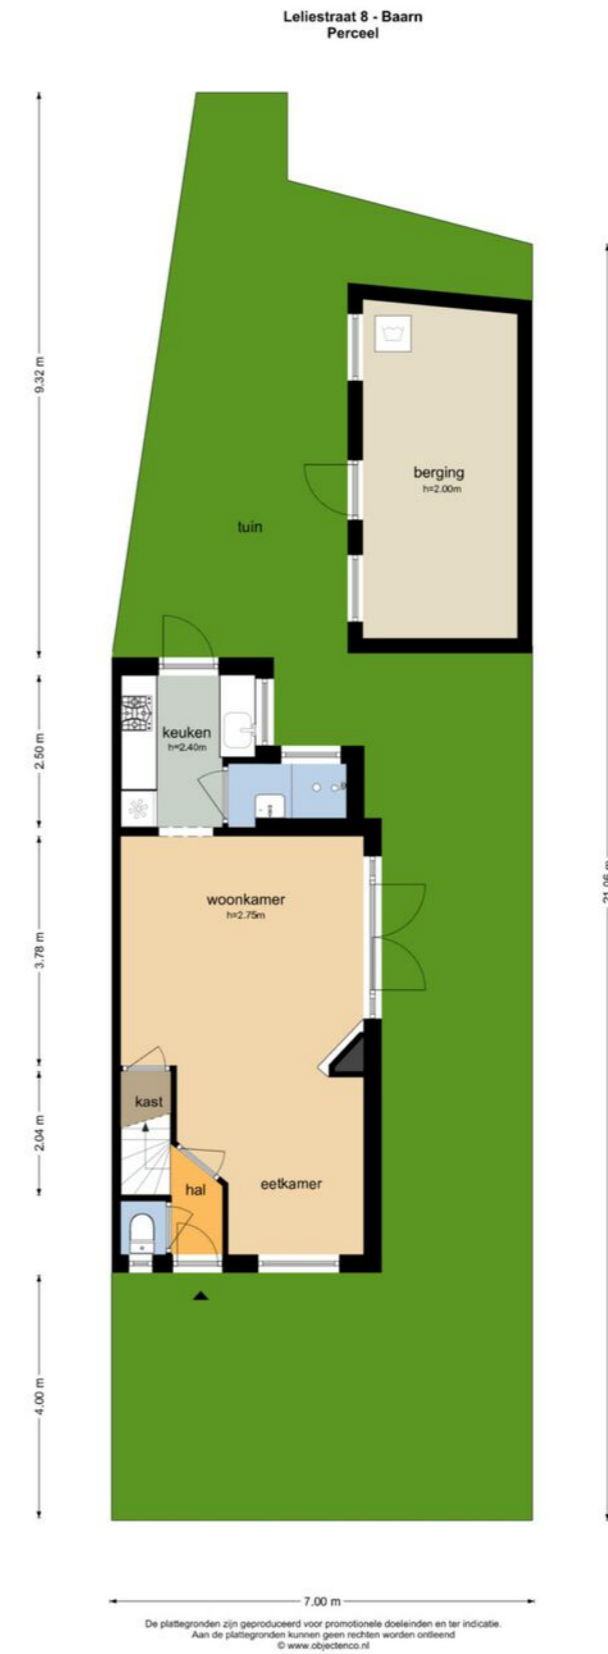 Leliestraat 8 - Baarn
Perceel
9.32 m
berging
h=2.00m
tuin
keuken
h=2.40m
2.50 m
woonkamer
h=2.75m
21.06 m
3.78 m
kast
2.04 m
hal
eetkamer
4.00 m
7.00 m
De plattegronden zijn geproduceerd voor promotionele doeleinden en ter indicatie.
Aan de plattegronden kunnen geen rechten worden ontleend
© www.objectenco.nl